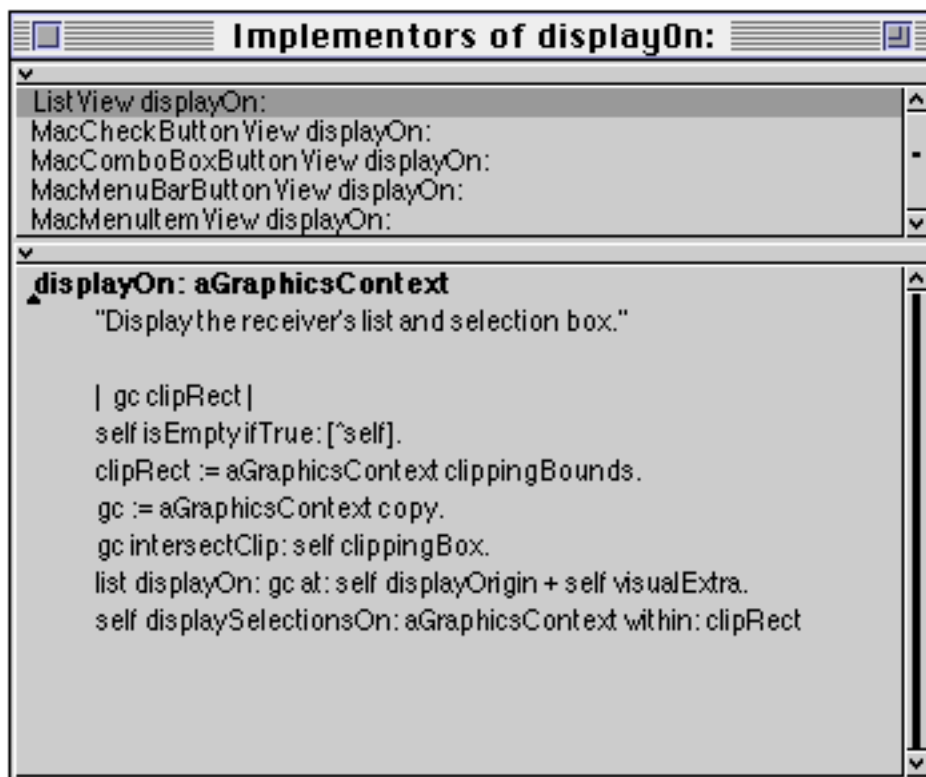 Implementors of displayOn:
ListView displayOn:
MacCheckButtonView displayOn:
MacComboBoxButtonView displayOn:
MacMenuBarButtonView displayOn:
MacMenuItemView displayOn:
displayOn: aGraphicsContext
"Display the receiver's list and selection box."
| gc clipRect |
self isEmpty ifTrue: [^self].
clipRect := aGraphicsContext clippingBounds.
gc := aGraphicsContext copy.
gc intersectClip: self clippingBox.
list displayOn: gc at: self displayOrigin + self visualExtra.
self displaySelectionsOn: aGraphicsContext within: clipRect